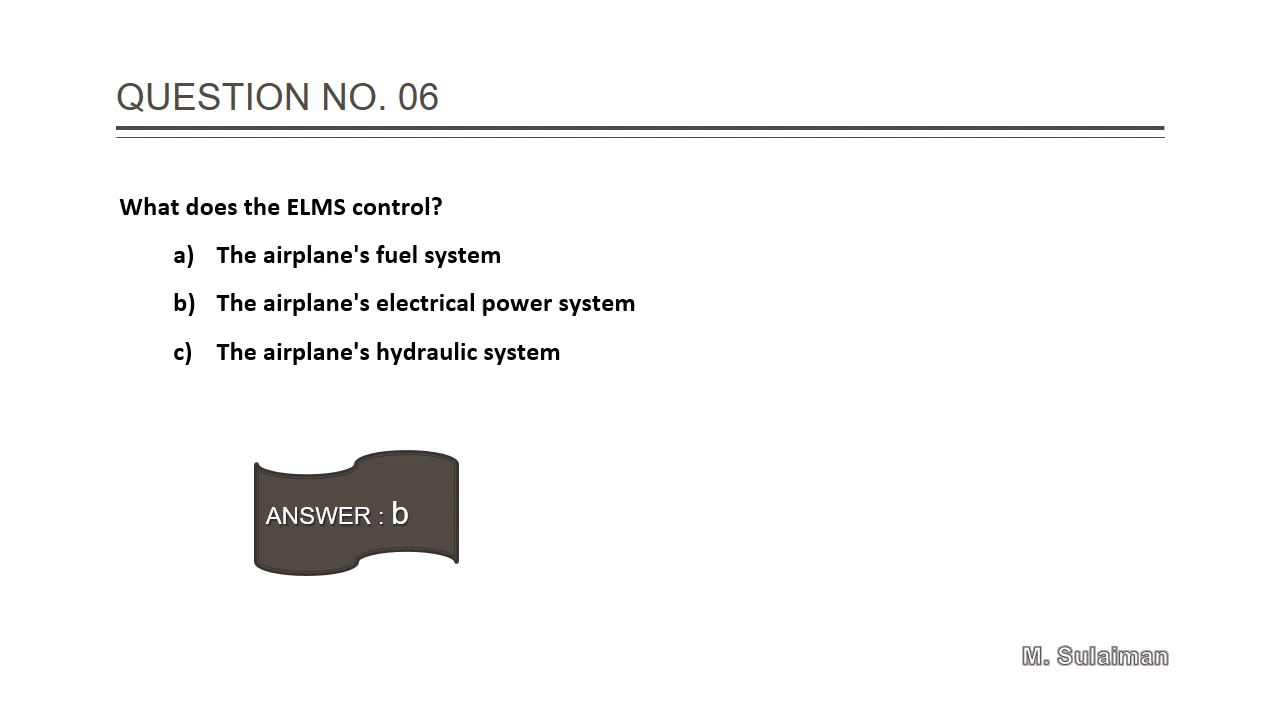 QUESTION NO. 06
What does the ELMS control?
a) The airplane's fuel system
b) The airplane's electrical power system
c) The airplane's hydraulic system
ANSWER : b
M. Sulaiman